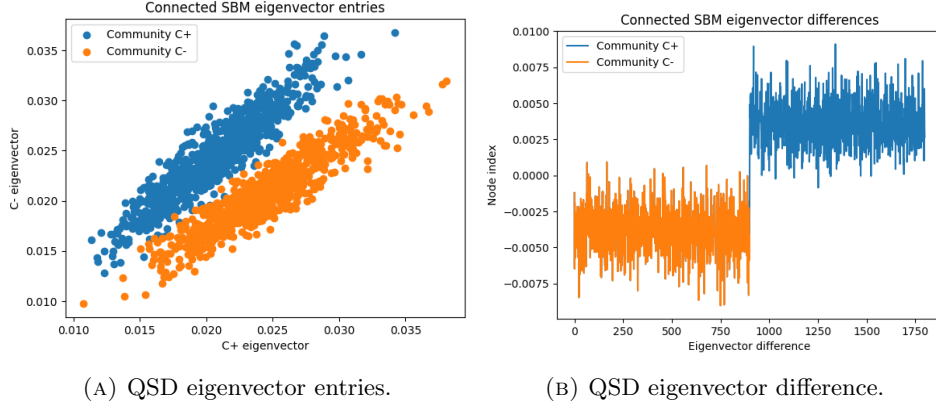 Connected SBM eigenvector entries
Community C+
Community C-
0.035
0.030
0.025
0.020
0.015
0.010
C- eigenvector
0.010 0.015 0.020 0.025 0.030 0.035
C+ eigenvector
(A) QSD eigenvector entries.
Connected SBM eigenvector differences
Community C+
Community C-
0.0100
0.0075
0.0050
0.0025
0.0000
−0.0025
−0.0050
−0.0075
Node index
0 250 500 750 1000 1250 1500 1750
Eigenvector difference
(B) QSD eigenvector difference.